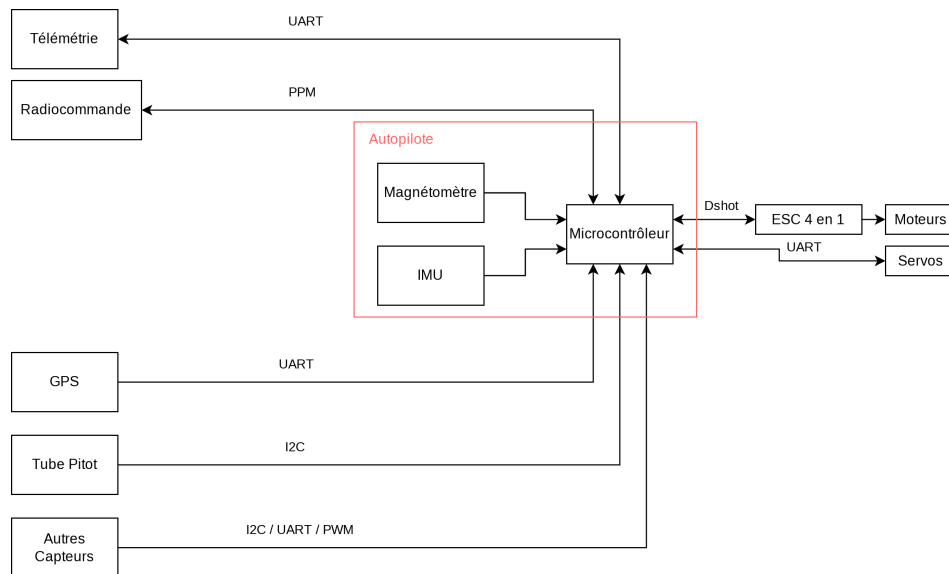 UART
Télémétrie
PPM
Radiocommande
Autopilote
Magnétomètre
Dshot
ESC 4 en 1
Moteurs
Microcontrôleur
UART
Servos
IMU
UART
GPS
I2C
Tube Pitot
I2C / UART / PWM
Autres
Capteurs